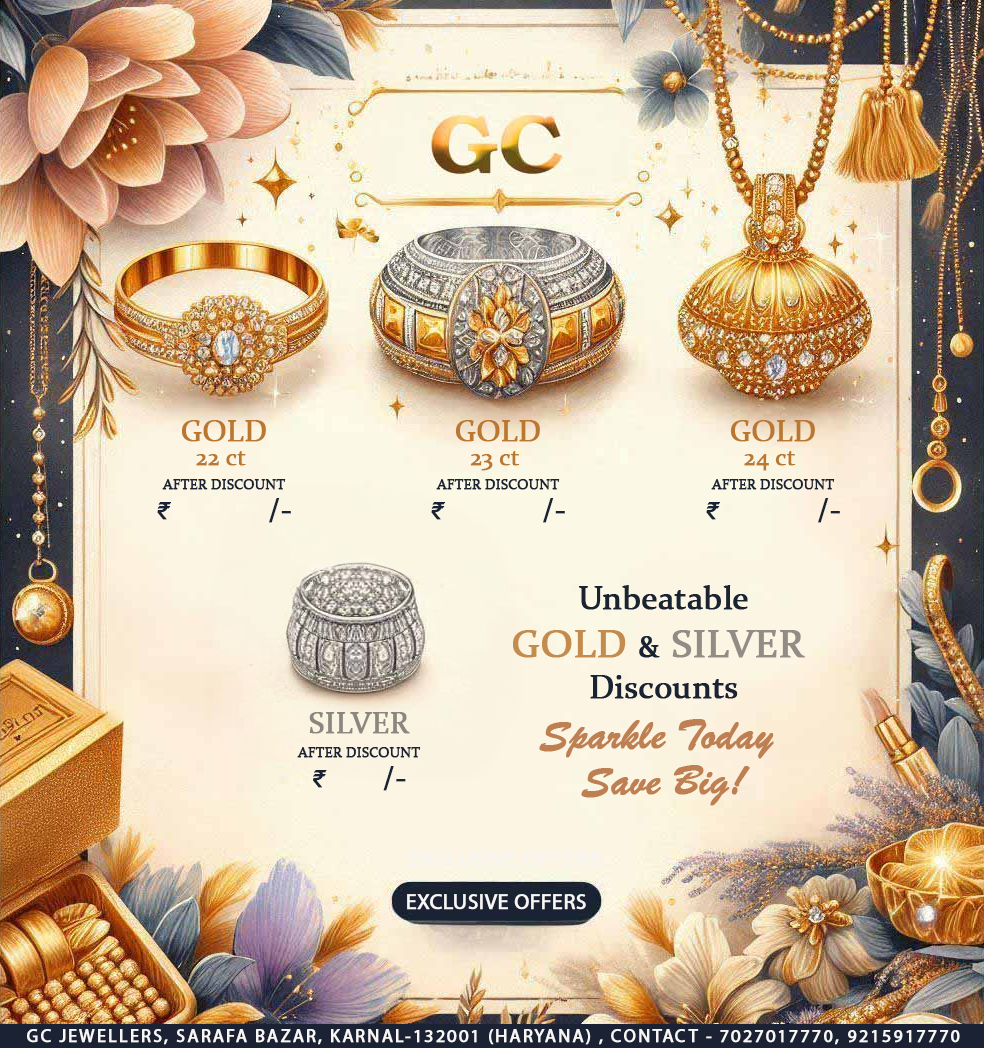 GC
GOLD
22 ct
AFTER DISCOUNT
₹ /-
GOLD
23 ct
AFTER DISCOUNT
₹ /-
GOLD
24 ct
AFTER DISCOUNT
₹ /-
SILVER
AFTER DISCOUNT
₹ /-
Unbeatable
GOLD & SILVER
Discounts
Sparkle Today
Save Big!
EXCLUSIVE OFFERS
GC JEWELLERS, SARAFA BAZAR, KARNAL-132001 (HARYANA) , CONTACT - 7027017770, 9215917770